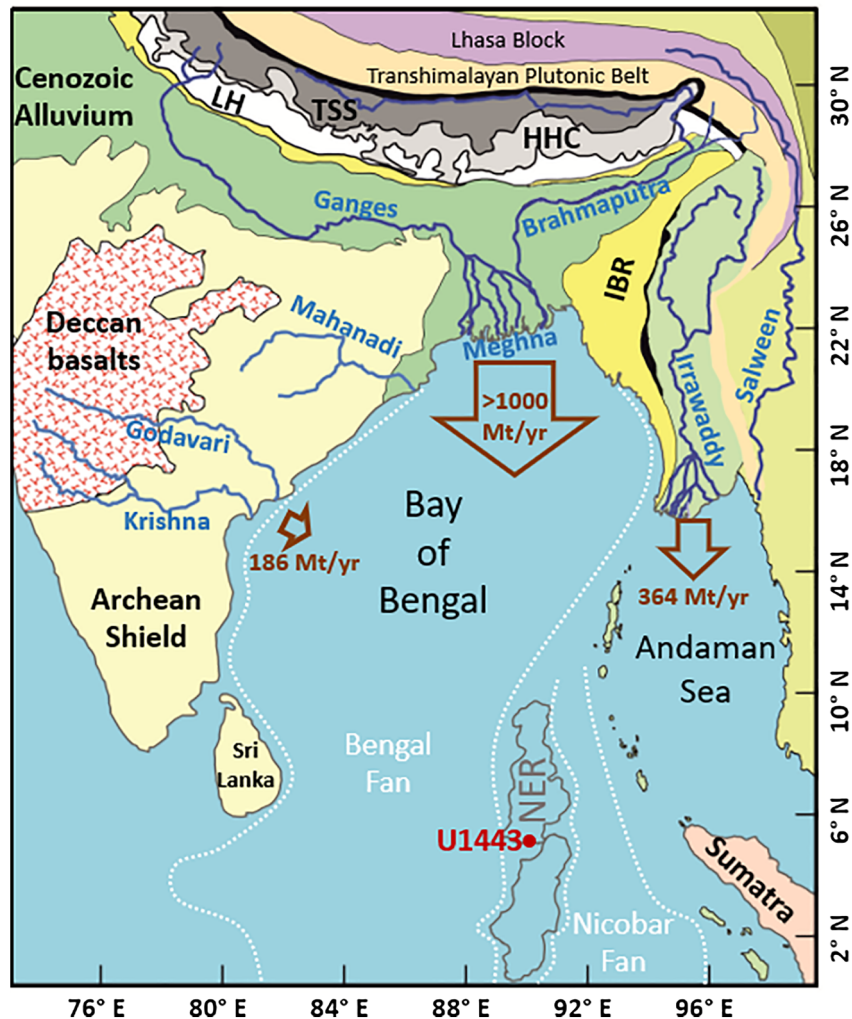 Lhasa Block
Transhimalayan Plutonic Belt
Cenozoic
Alluvium
LH
TSS
HHC
30° N
Ganges
Brahmaputra
26° N
IBR
Deccan
basalts
Mahanadi
Meghna
22° N
Irrawaddy
Salween
>1000
Mt/yr
Godavari
18° N
Krishna
Bay
of
Bengal
186 Mt/yr
364 Mt/yr
14° N
Archean
Shield
Andaman
Sea
10° N
Sri
Lanka
Bengal
Fan
NER
6° N
U1443
Sumatra
Nicobar
Fan
2° N
76° E
80° E
84° E
88° E
92° E
96° E